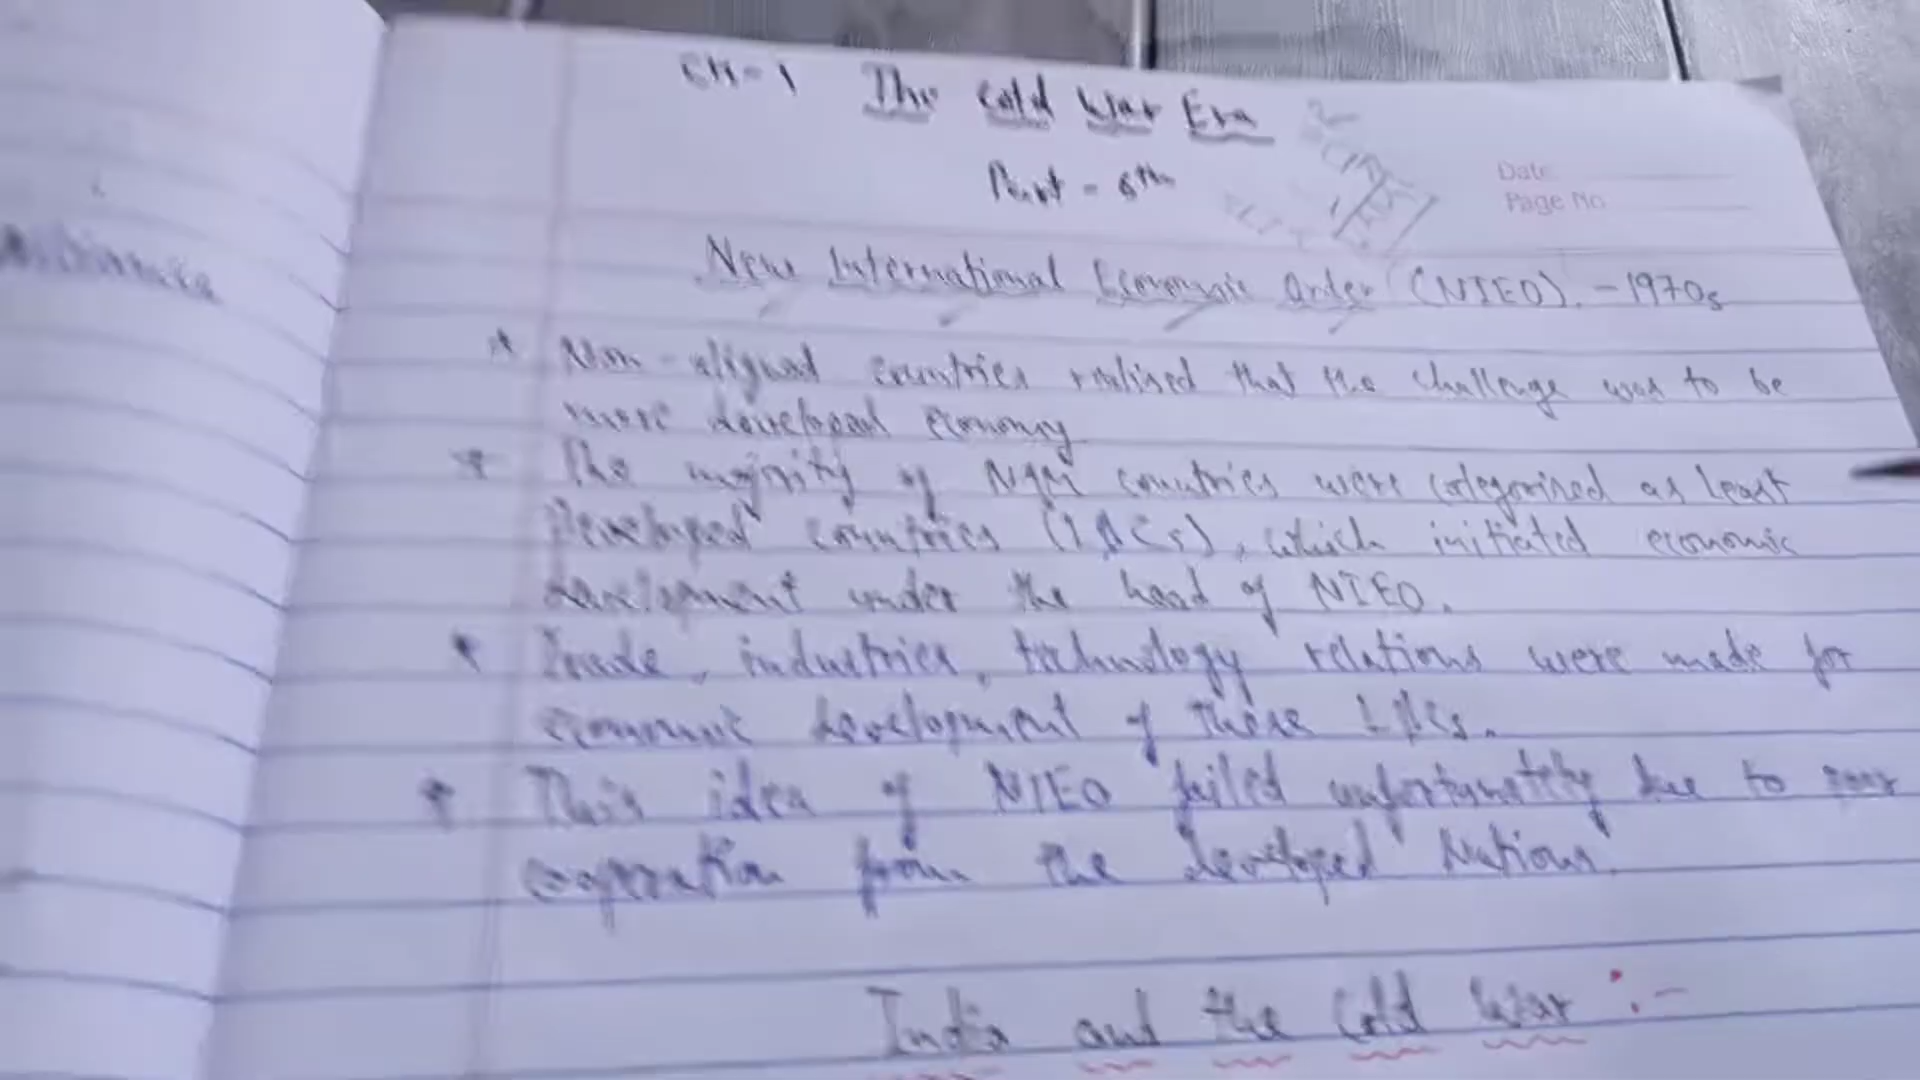 CH-1 The Cold War Era
Part - 6th
Date
Page No
New International Economic Order (NIEO). - 1970s
* Non-aligned countries realised that the challenge was to be
more developed economy
* The majority of NAM countries were categorised as Least
Developed countries (LDCs), which initiated economic
development under the head of NIEO.
* Trade, industries, technology relations were made for
economic development of these LDCs.
* This idea of NIEO failed unfortunately due to poor
cooperation from the developed Nations.
India and the Cold War :-